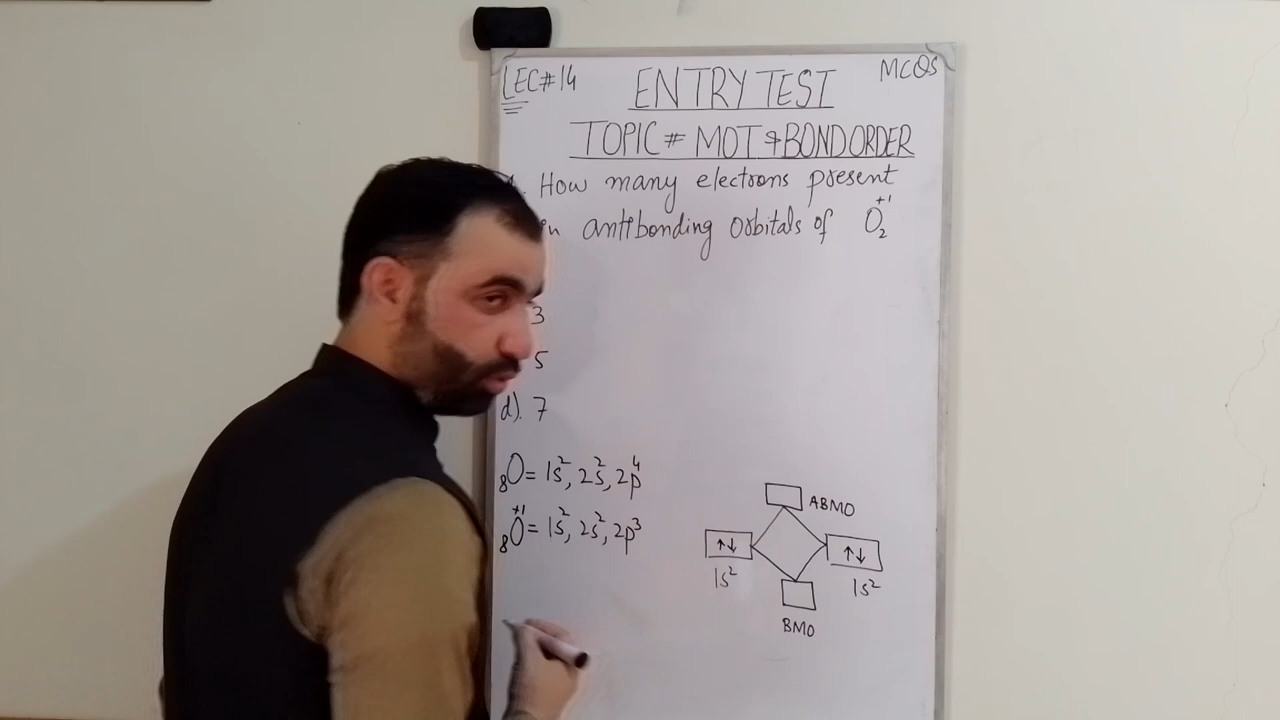 LEC#14
MCQS
ENTRY TEST
TOPIC # MOT & BOND ORDER
How many electrons present
in antibonding orbitals of O₂⁺¹
3
5
d). 7
₈O = 1s², 2s², 2p⁴
₈O⁺¹ = 1s², 2s², 2p³
ABMO
↑↓ ↑↓
1s² 1s²
BMO